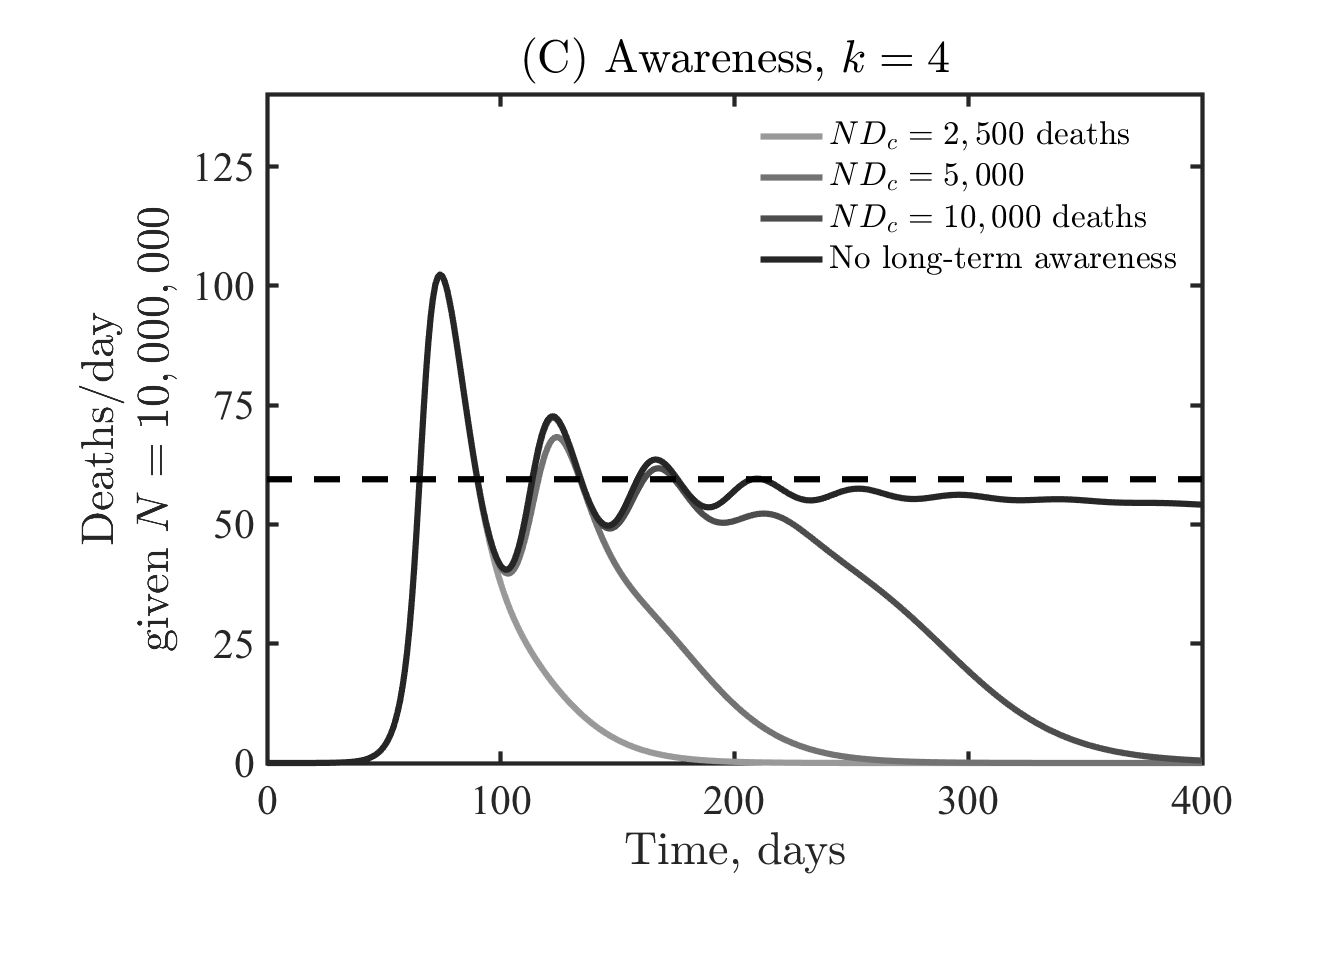 (C) Awareness, k = 4
ND_c = 2, 500 deaths
ND_c = 5, 000
ND_c = 10, 000 deaths
No long-term awareness
Deaths/day
given N = 10, 000, 000
125
100
75
50
25
0
0 100 200 300 400
Time, days